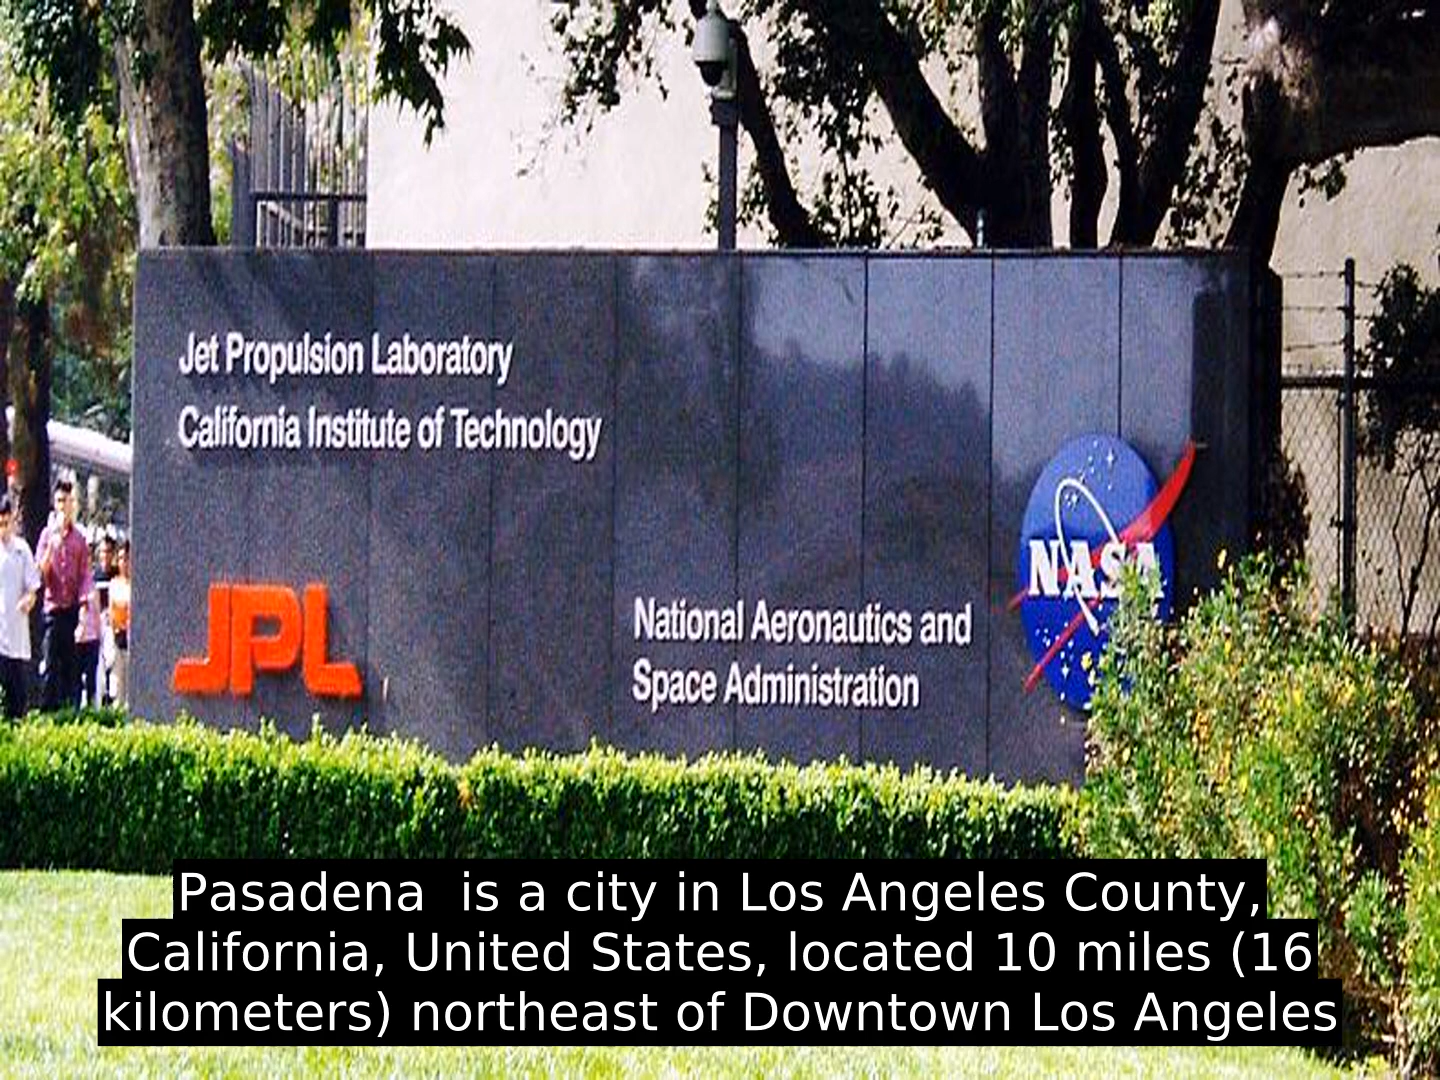 Jet Propulsion Laboratory
California Institute of Technology
JPL
National Aeronautics and
Space Administration
NASA
Pasadena  is a city in Los Angeles County,
California, United States, located 10 miles (16
kilometers) northeast of Downtown Los Angeles